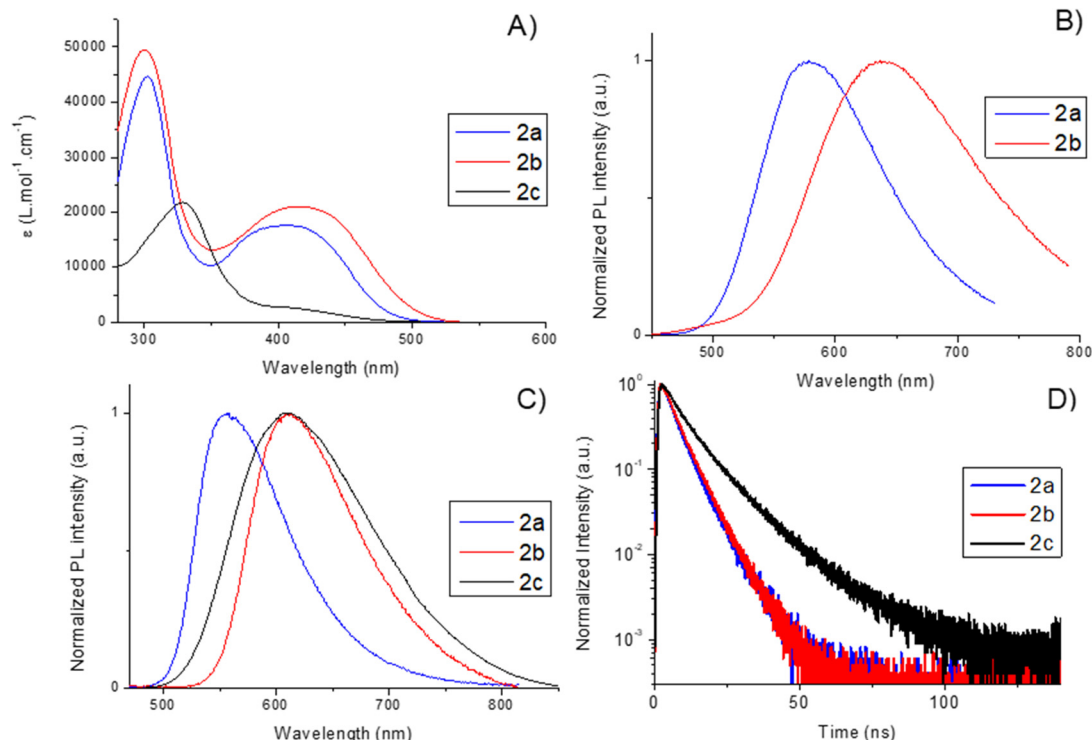 A)
ε (L.mol⁻¹.cm⁻¹)
50000
40000
30000
20000
10000
0
300
400
500
600
Wavelength (nm)
2a
2b
2c
B)
Normalized PL intensity (a.u.)
1
0
500
600
700
800
Wavelength (nm)
2a
2b
C)
Normalized PL intensity (a.u.)
1
0
500
600
700
800
Wavelength (nm)
2a
2b
2c
D)
Normalized Intensity (a.u.)
10⁰
10⁻¹
10⁻²
10⁻³
0
50
100
Time (ns)
2a
2b
2c